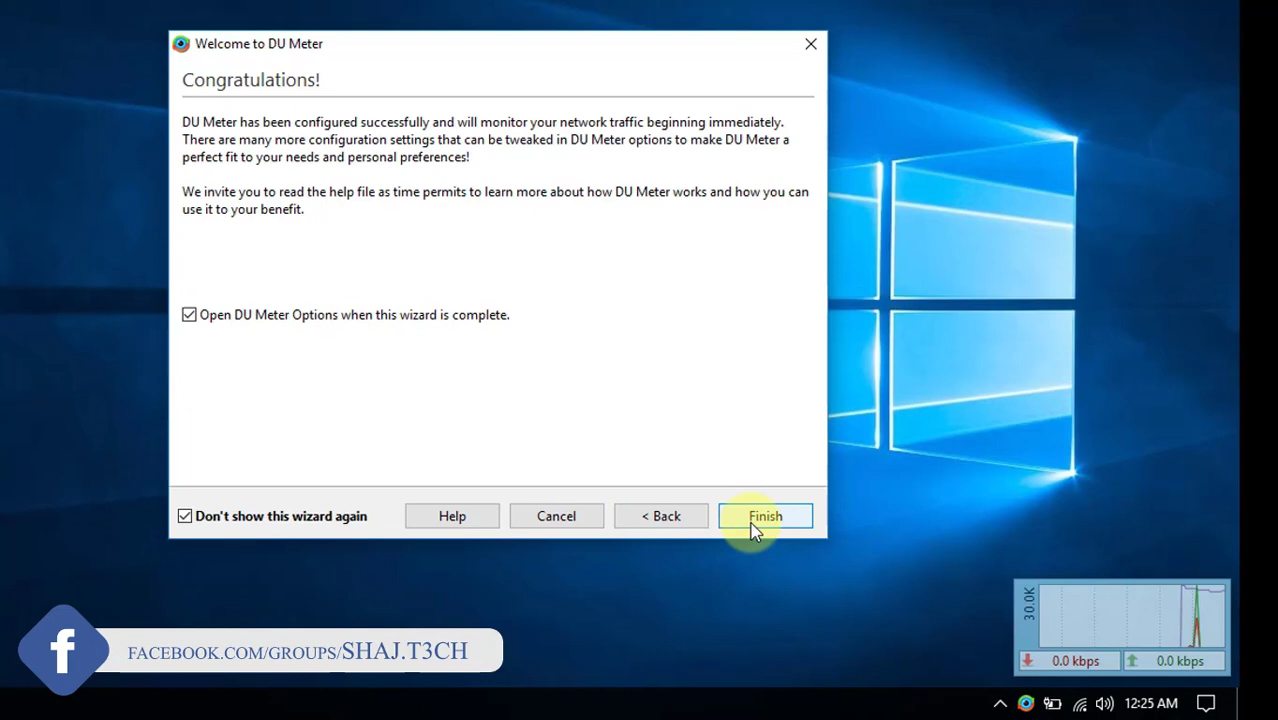 Welcome to DU Meter
Congratulations!
DU Meter has been configured successfully and will monitor your network traffic beginning immediately.
There are many more configuration settings that can be tweaked in DU Meter options to make DU Meter a
perfect fit to your needs and personal preferences!
We invite you to read the help file as time permits to learn more about how DU Meter works and how you can
use it to your benefit.
Open DU Meter Options when this wizard is complete.
Don't show this wizard again
Help
Cancel
< Back
Finish
30.0K
0.0 kbps
0.0 kbps
f
FACEBOOK.COM/GROUPS/SHAJ.T3CH
12:25 AM